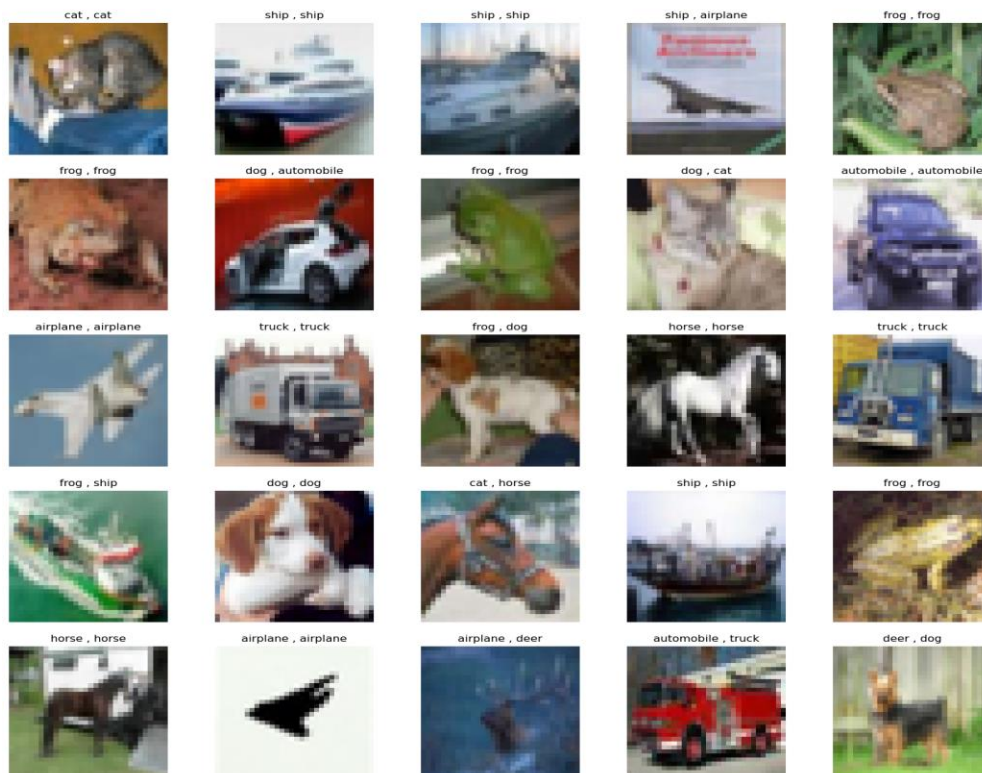 cat , cat
ship , ship
ship , ship
ship , airplane
frog , frog
frog , frog
dog , automobile
frog , frog
dog , cat
automobile , automobile
airplane , airplane
truck , truck
frog , dog
horse , horse
truck , truck
frog , ship
dog , dog
cat , horse
ship , ship
frog , frog
horse , horse
airplane , airplane
airplane , deer
automobile , truck
deer , dog